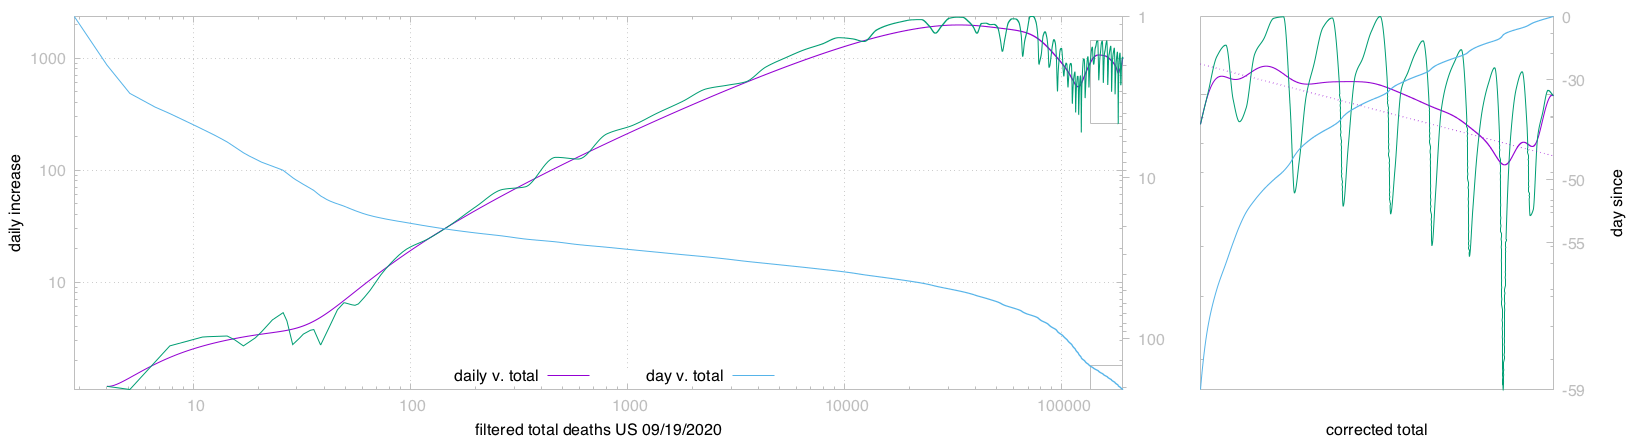 daily increase
1000
100
10
10
100
1000
10000
100000
1
10
100
daily v. total
day v. total
filtered total deaths US 09/19/2020
0
-30
-50
-55
-59
day since
corrected total